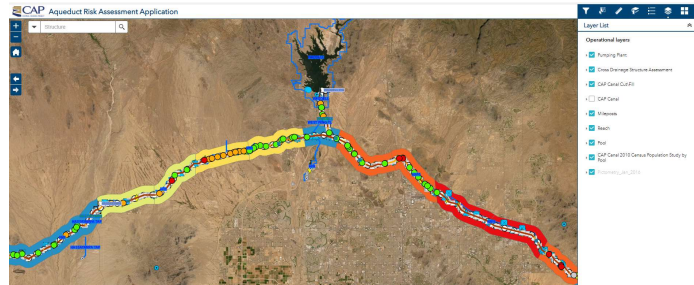 CAP Aqueduct Risk Assessment Application
Structure
Layer List
Operational layers
Pumping Plant
Cross Drainage Structure Assessment
CAP Canal Cut Fill
CAP Canal
Mileposts
Reach
Pool
CAP Canal 2010 Census Population Study by
Pool